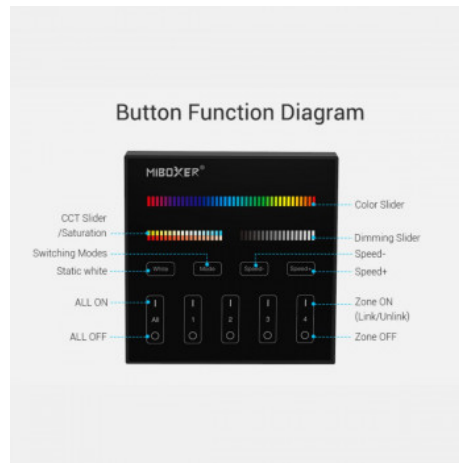 Button Function Diagram
MIBOXER®
Color Slider
CCT Slider
/Saturation
Dimming Slider
Switching Modes
Speed-
Static white
White
Mode
Speed-
Speed+
Speed+
ALL ON
Zone ON
(Link/Unlink)
All
1
2
3
4
ALL OFF
Zone OFF